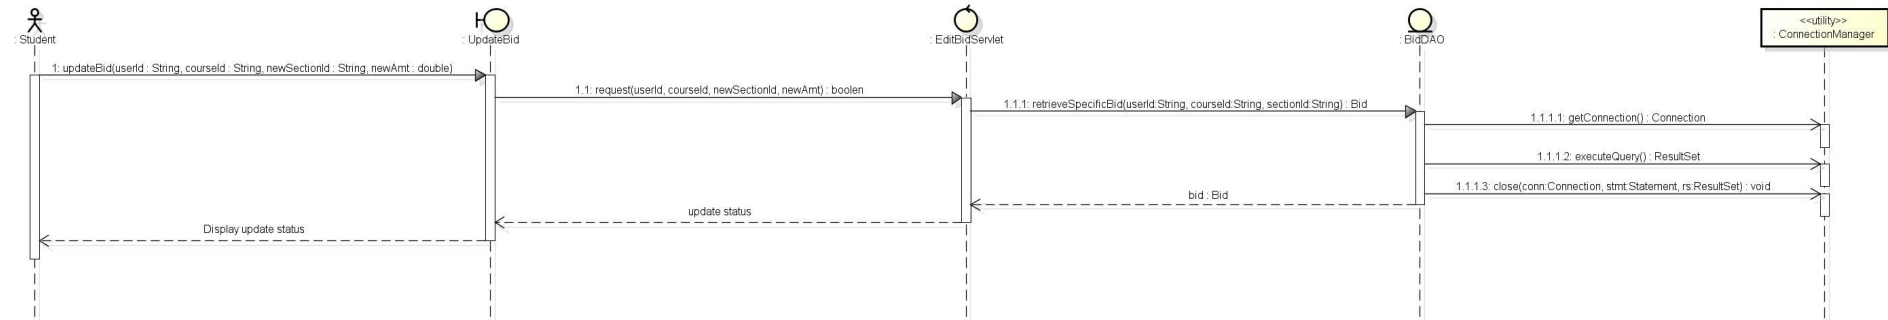 : Student
: UpdateBid
: EditBidServlet
: BidDAO
<<utility>>
: ConnectionManager
1: updateBid(userId : String, courseId : String, newSectionId : String, newAmt : double)
1.1: request(userId, courseId, newSectionId, newAmt) : boolen
1.1.1: retrieveSpecificBid(userId:String, courseId:String, sectionId:String) : Bid
1.1.1.1: getConnection() : Connection
1.1.1.2: executeQuery() : ResultSet
1.1.1.3: close(conn:Connection, stmt:Statement, rs:ResultSet) : void
bid : Bid
update status
Display update status